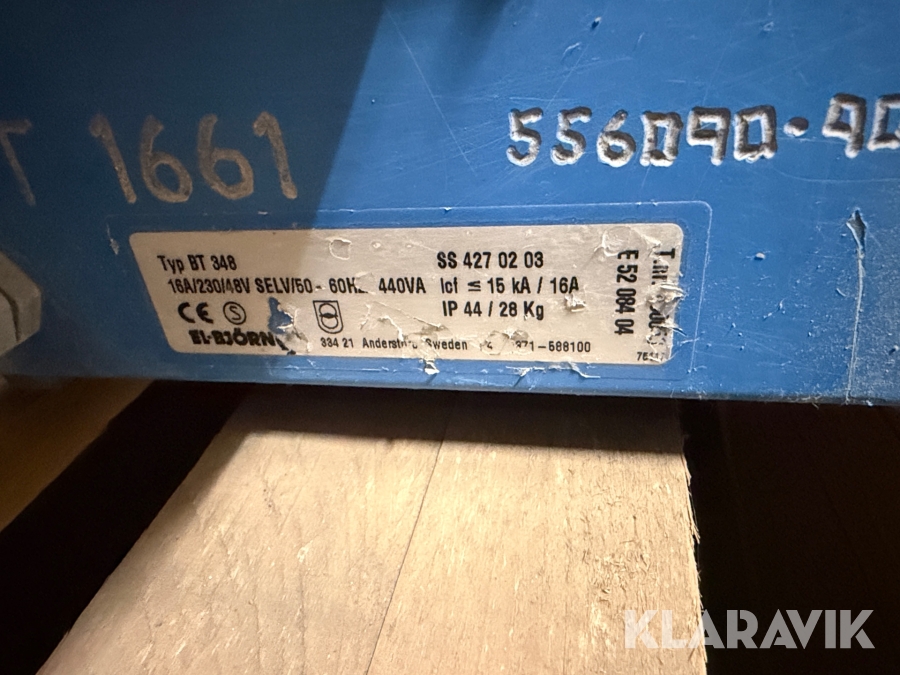 T 1661
556090-90
Typ BT 348
16A/230/48V SELV/50 - 60Hz 440VA
CE S
EL-BJÖRN
334 21 Anderstorp Sweden
371-588100
SS 427 02 03
Icf ≤ 15 kA / 16A
IP 44 / 28 Kg
E 52 084 04
KLARAVIK